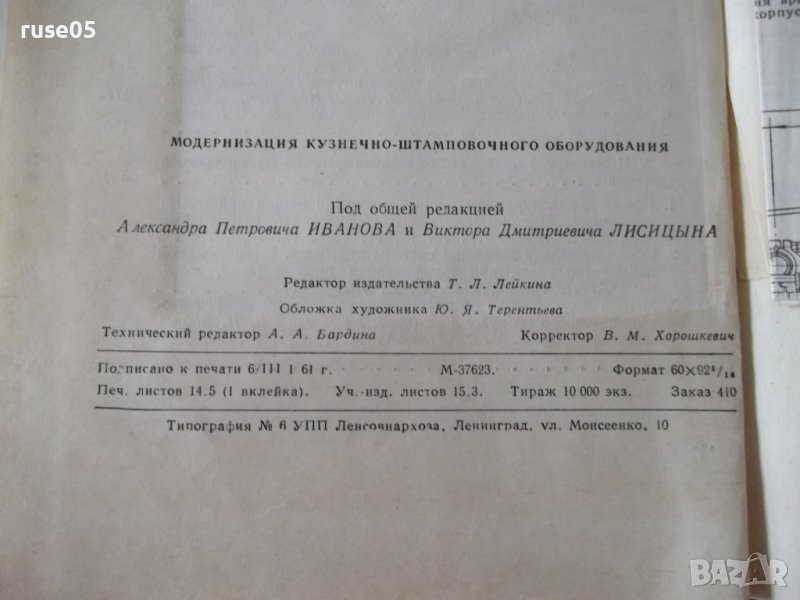 ruse05
МОДЕРНИЗАЦИЯ КУЗНЕЧНО-ШТАМПОВОЧНОГО ОБОРУДОВАНИЯ
Под общей редакцией
Александра Петровича ИВАНОВА и Виктора Дмитриевича ЛИСИЦЫНА
Редактор издательства Т. Л. Лейкина
Обложка художника Ю. Я. Терентьева
Технический редактор А. А. Бардина Корректор В. М. Хорошкевич
Подписано к печати 6/III 1961 г. М-37623. Формат 60×92¹/₁₆
Печ. листов 14.5 (1 вклейка). Уч.-изд. листов 15.3. Тираж 10 000 экз. Заказ 410
Типография № 6 УПП Ленсовнархоза, Ленинград, ул. Моисеенко, 10
корпус
BAZAR